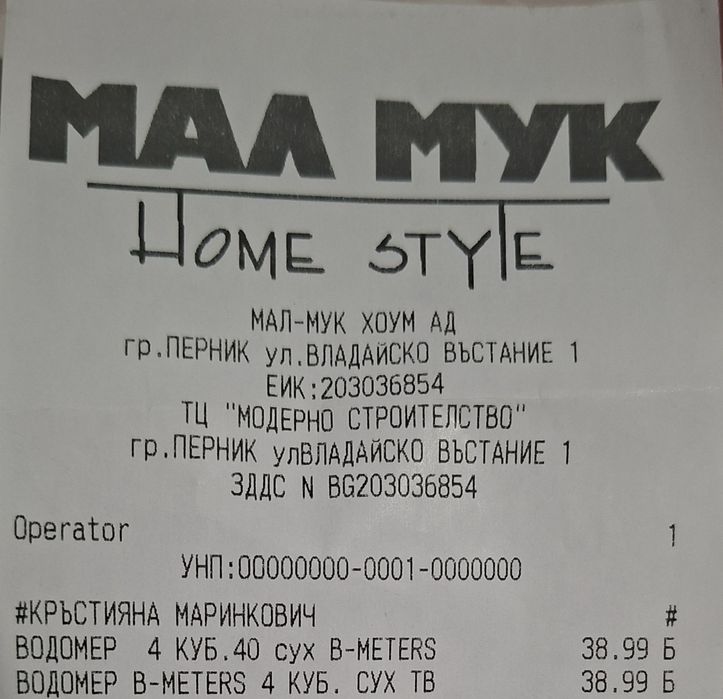 МАЛ МУК
HOME STYLE
МАЛ-МУК ХОУМ АД
гр.ПЕРНИК ул.ВЛАДАЙСКО ВЪСТАНИЕ 1
ЕИК:203036854
ТЦ "МОДЕРНО СТРОИТЕЛСТВО"
гр.ПЕРНИК улВЛАДАЙСКО ВЪСТАНИЕ 1
ЗДДС N BG203036854
Operator 1
УНП:00000000-0001-0000000
#КРЪСТИЯНА МАРИНКОВИЧ #
ВОДОМЕР 4 КУБ.40 сух B-METERS 38.99 Б
ВОДОМЕР B-METERS 4 КУБ. СУХ ТВ 38.99 Б